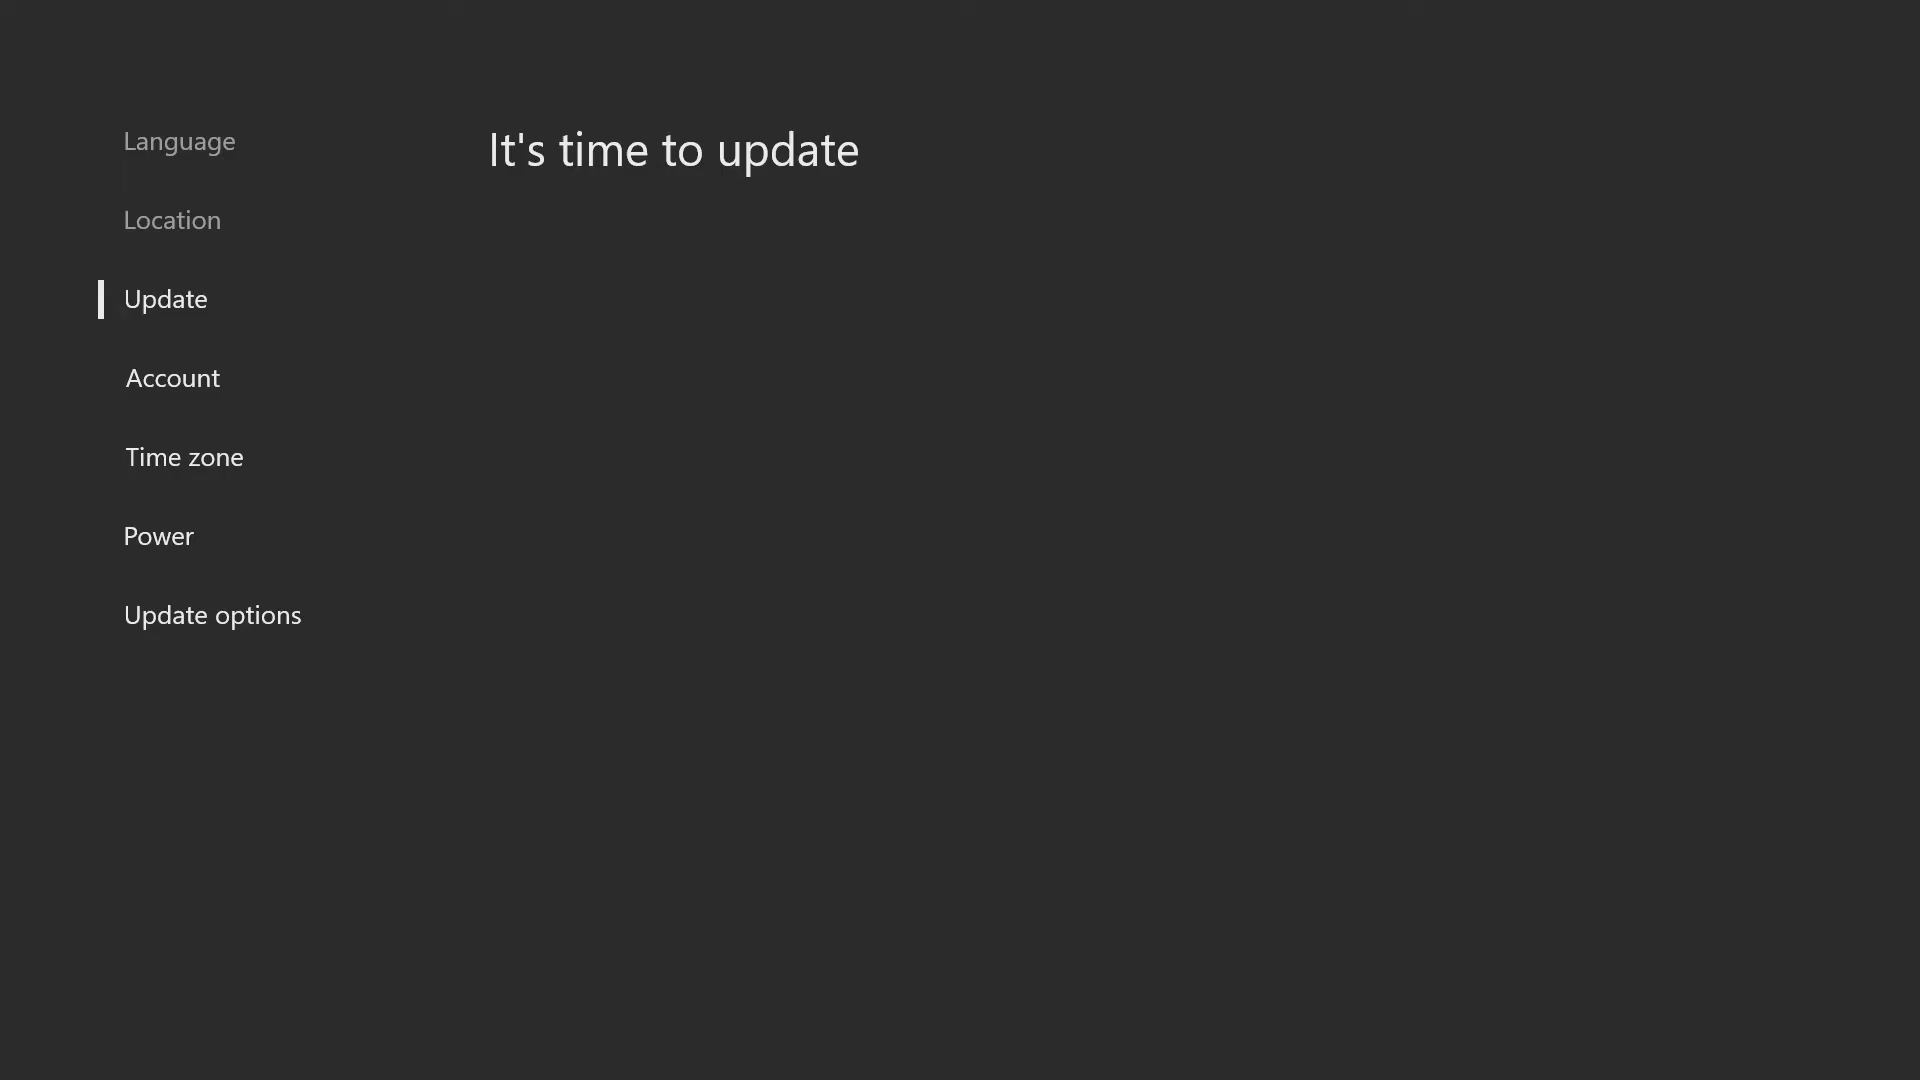 Language
Location
Update
Account
Time zone
Power
Update options
It's time to update